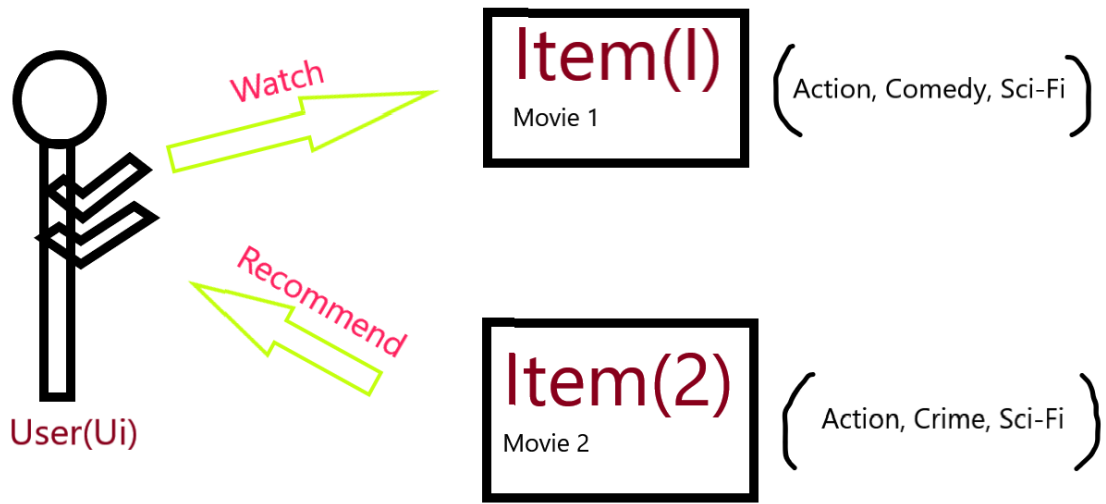 Watch
Item(I)
Movie 1
(Action, Comedy, Sci-Fi)
Recommend
User(Ui)
Item(2)
Movie 2
(Action, Crime, Sci-Fi)